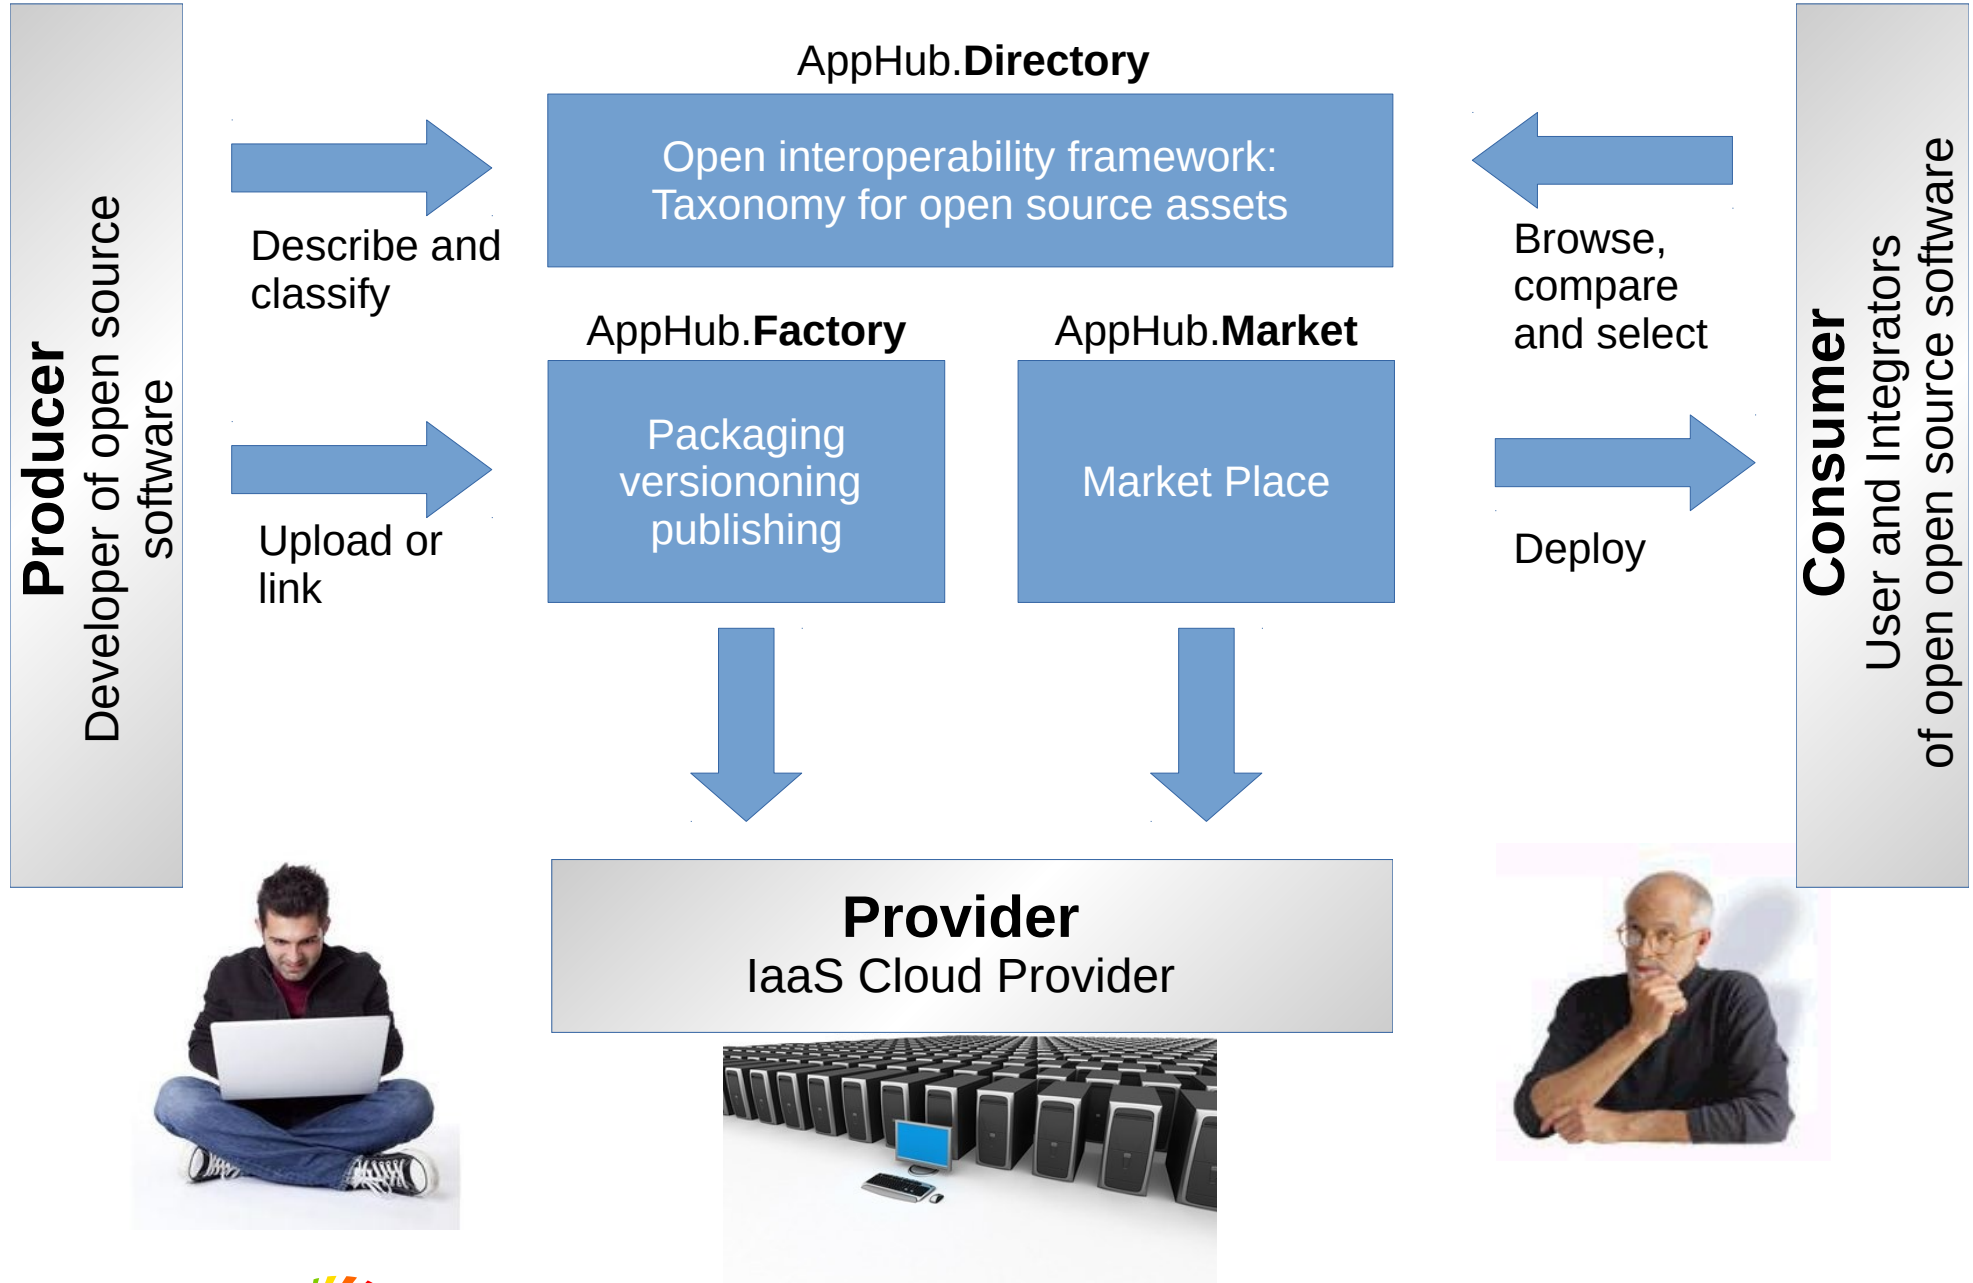 Producer
Developer of open source
software
AppHub.Directory
Open interoperability framework:
Taxonomy for open source assets
Describe and
classify
Browse,
compare
and select
AppHub.Factory
AppHub.Market
Packaging
versiononing
publishing
Market Place
Upload or
link
Deploy
Consumer
User and Integrators
of open open source software
Provider
IaaS Cloud Provider